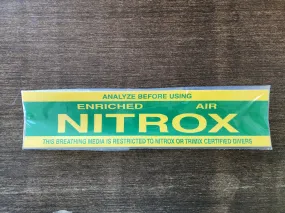 ANALYZE BEFORE USING
ENRICHED AIR
NITROX
THIS BREATHING MEDIA IS RESTRICTED TO NITROX OR TRIMIX CERTIFIED DIVERS